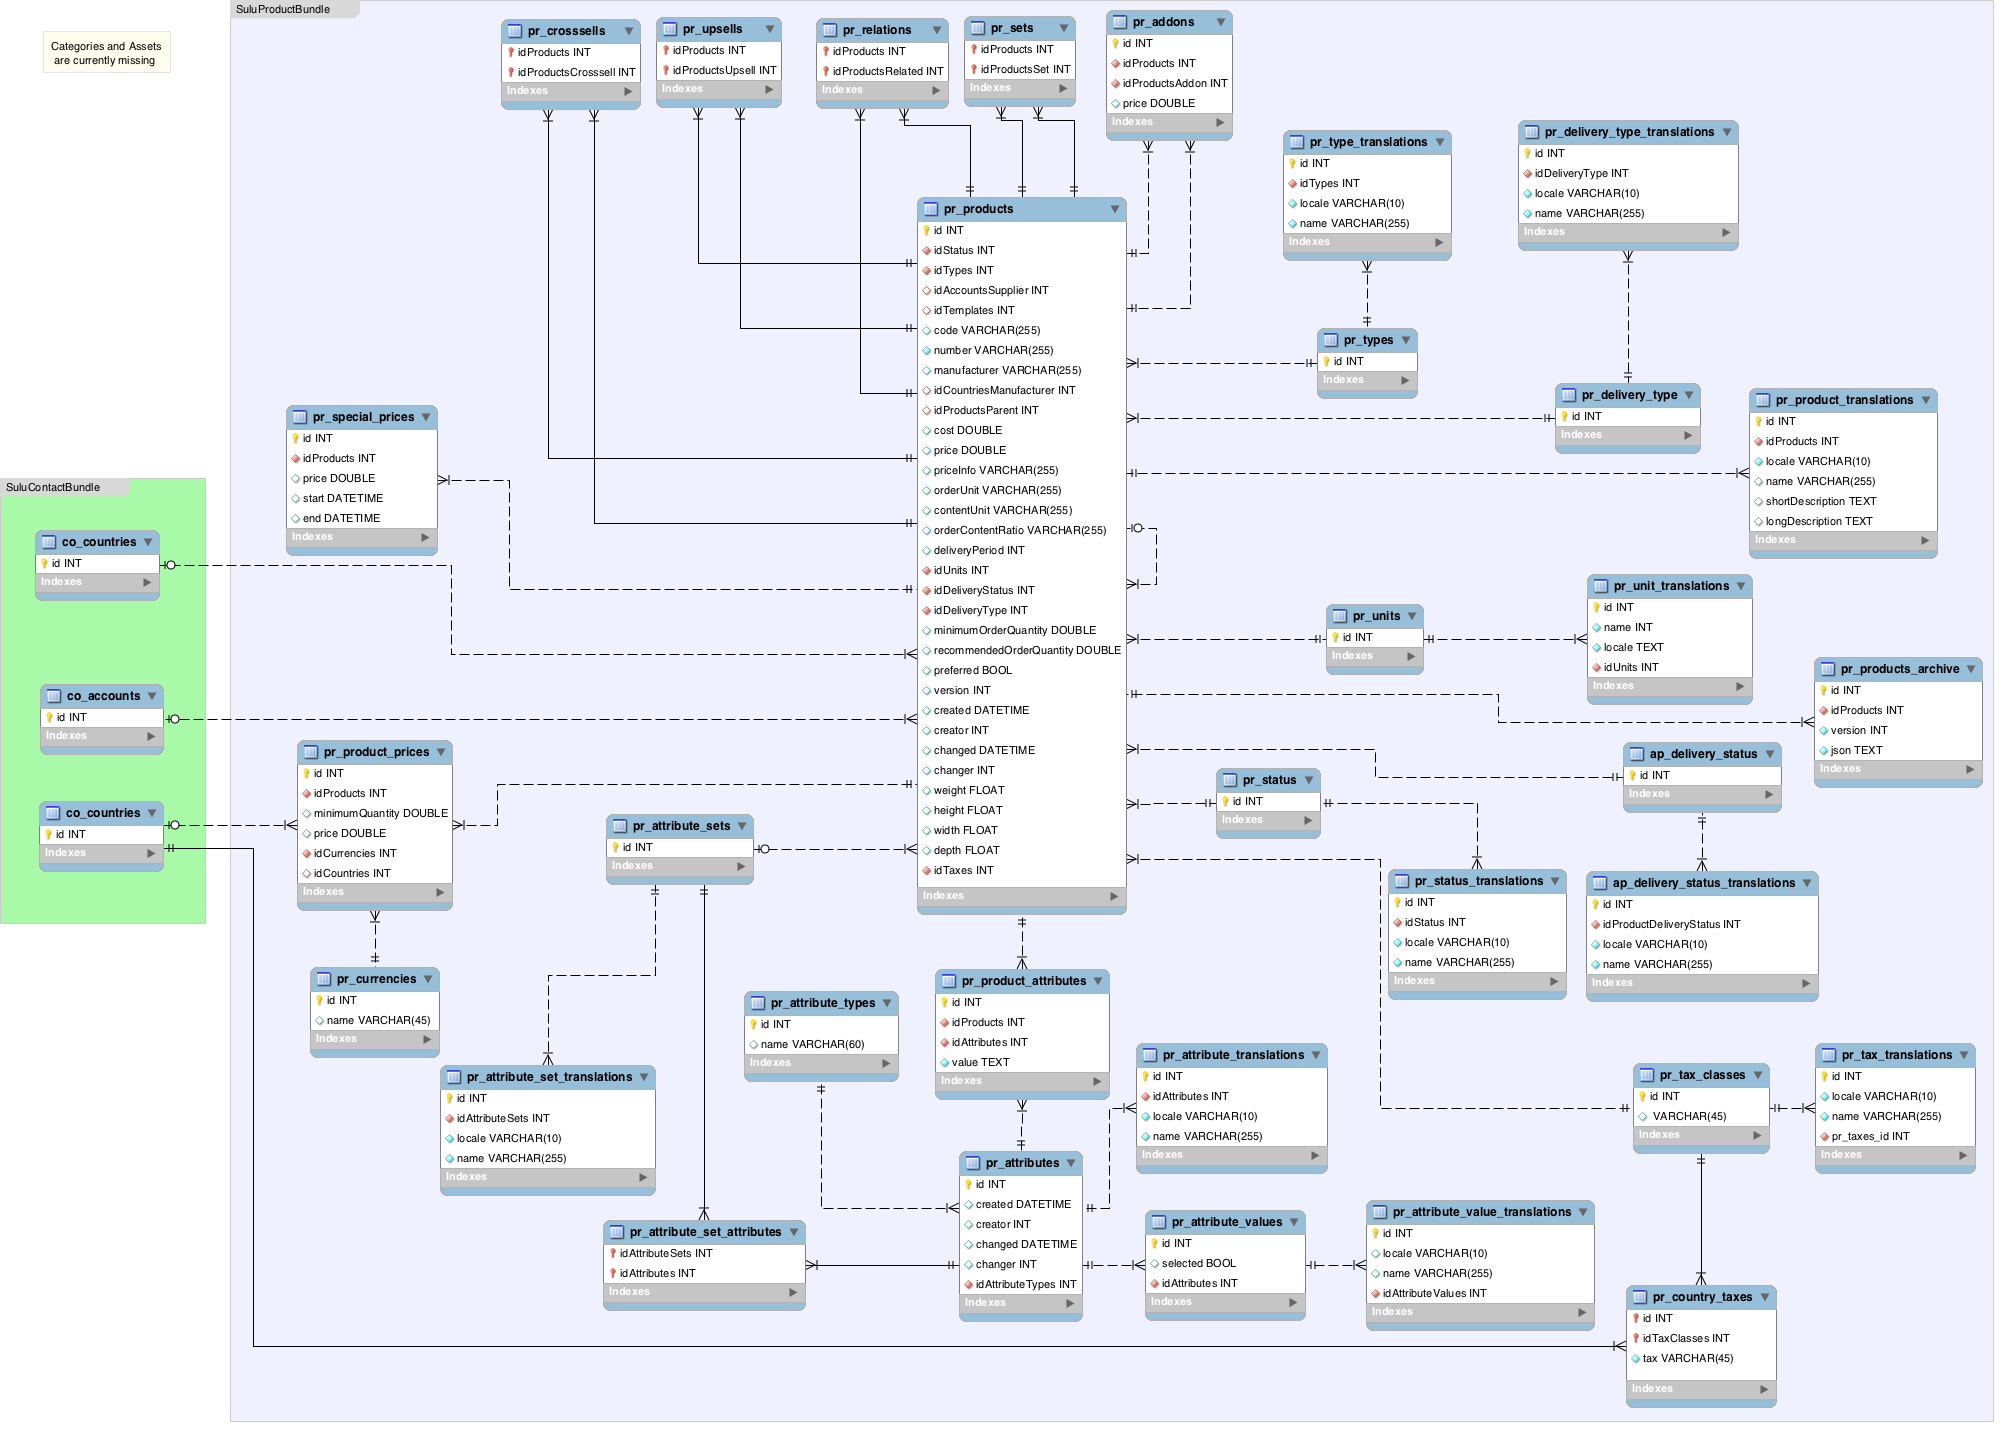 SuluProductBundle
Categories and Assets
are currently missing
pr_crosssells
idProducts INT
idProductsCrosssell INT
Indexes
pr_upsells
idProducts INT
idProductsUpsell INT
Indexes
pr_relations
idProducts INT
idProductsRelated INT
Indexes
pr_sets
idProducts INT
idProductsSet INT
Indexes
pr_addons
id INT
idProducts INT
idProductsAddon INT
price DOUBLE
Indexes
pr_type_translations
id INT
idTypes INT
locale VARCHAR(10)
name VARCHAR(255)
Indexes
pr_delivery_type_translations
id INT
idDeliveryType INT
locale VARCHAR(10)
name VARCHAR(255)
Indexes
pr_products
id INT
idStatus INT
idTypes INT
idAccountsSupplier INT
idTemplates INT
code VARCHAR(255)
number VARCHAR(255)
manufacturer VARCHAR(255)
idCountriesManufacturer INT
idProductsParent INT
cost DOUBLE
price DOUBLE
priceInfo VARCHAR(255)
orderUnit VARCHAR(255)
contentUnit VARCHAR(255)
orderContentRatio VARCHAR(255)
deliveryPeriod INT
idUnits INT
idDeliveryStatus INT
idDeliveryType INT
minimumOrderQuantity DOUBLE
recommendedOrderQuantity DOUBLE
preferred BOOL
version INT
created DATETIME
creator INT
changed DATETIME
changer INT
weight FLOAT
height FLOAT
width FLOAT
depth FLOAT
idTaxes INT
Indexes
pr_types
id INT
Indexes
pr_delivery_type
id INT
Indexes
pr_product_translations
id INT
idProducts INT
locale VARCHAR(10)
name VARCHAR(255)
shortDescription TEXT
longDescription TEXT
Indexes
pr_special_prices
id INT
idProducts INT
price DOUBLE
start DATETIME
end DATETIME
Indexes
SuluContactBundle
co_countries
id INT
Indexes
co_accounts
id INT
Indexes
co_countries
id INT
Indexes
pr_units
id INT
Indexes
pr_unit_translations
id INT
name INT
locale TEXT
idUnits INT
Indexes
pr_products_archive
id INT
idProducts INT
version INT
json TEXT
Indexes
pr_product_prices
id INT
idProducts INT
minimumQuantity DOUBLE
price DOUBLE
idCurrencies INT
idCountries INT
Indexes
pr_status
id INT
Indexes
ap_delivery_status
id INT
Indexes
pr_attribute_sets
id INT
Indexes
pr_status_translations
id INT
idStatus INT
locale VARCHAR(10)
name VARCHAR(255)
Indexes
ap_delivery_status_translations
id INT
idProductDeliveryStatus INT
locale VARCHAR(10)
name VARCHAR(255)
Indexes
pr_currencies
id INT
name VARCHAR(45)
Indexes
pr_attribute_types
id INT
name VARCHAR(60)
Indexes
pr_product_attributes
id INT
idProducts INT
idAttributes INT
value TEXT
Indexes
pr_attribute_set_translations
id INT
idAttributeSets INT
locale VARCHAR(10)
name VARCHAR(255)
Indexes
pr_attribute_translations
id INT
idAttributes INT
locale VARCHAR(10)
name VARCHAR(255)
Indexes
pr_tax_classes
id INT
VARCHAR(45)
Indexes
pr_tax_translations
id INT
locale VARCHAR(10)
name VARCHAR(255)
pr_taxes_id INT
Indexes
pr_attributes
id INT
created DATETIME
creator INT
changed DATETIME
changer INT
idAttributeTypes INT
Indexes
pr_attribute_set_attributes
idAttributeSets INT
idAttributes INT
Indexes
pr_attribute_values
id INT
selected BOOL
idAttributes INT
Indexes
pr_attribute_value_translations
id INT
locale VARCHAR(10)
name VARCHAR(255)
idAttributeValues INT
Indexes
pr_country_taxes
id INT
idTaxClasses INT
tax VARCHAR(45)
Indexes